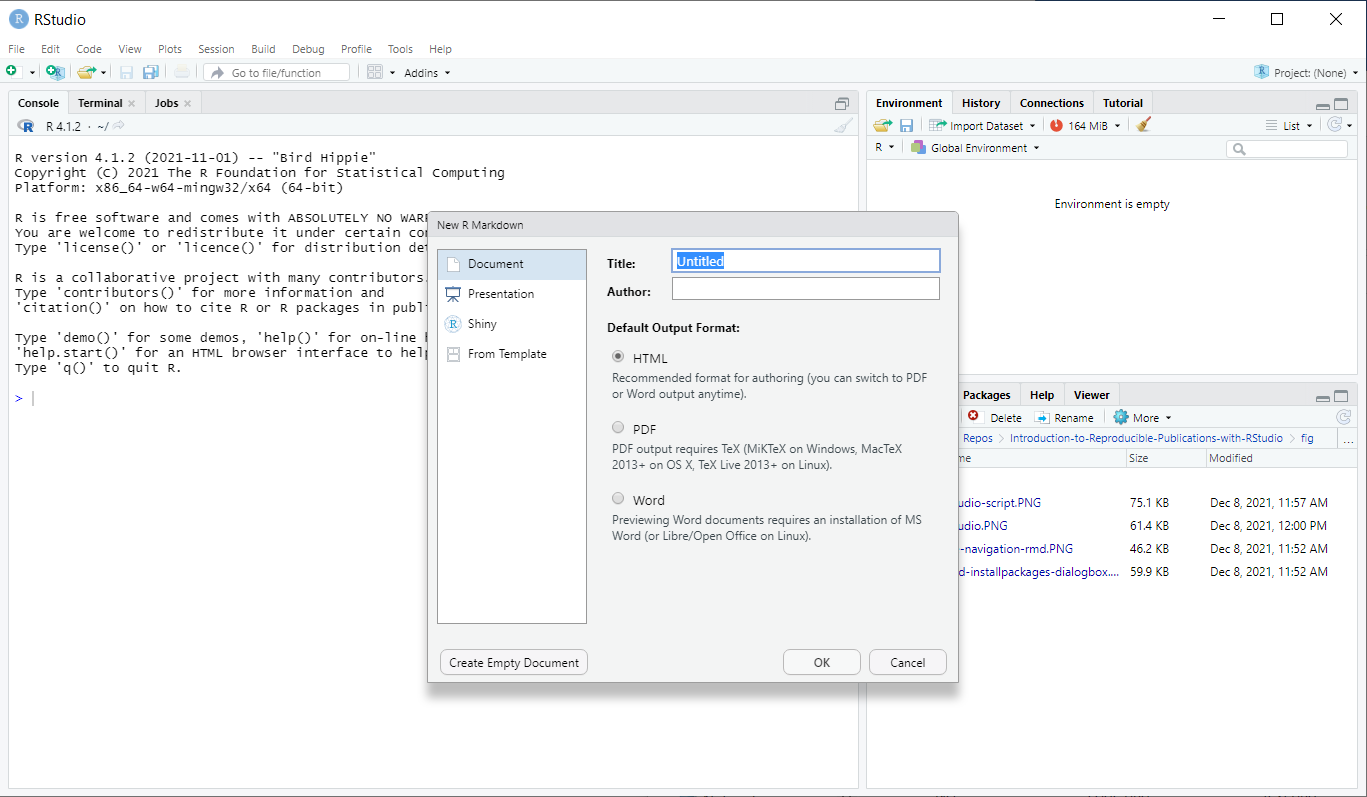 RStudio
File Edit Code View Plots Session Build Debug Profile Tools Help
Go to file/function Addins Project: (None)
Console Terminal Jobs
R 4.1.2 · ~/
R version 4.1.2 (2021-11-01) -- "Bird Hippie"
Copyright (C) 2021 The R Foundation for Statistical Computing
Platform: x86_64-w64-mingw32/x64 (64-bit)
R is free software and comes with ABSOLUTELY NO WARR
You are welcome to redistribute it under certain con
Type 'license()' or 'licence()' for distribution det
R is a collaborative project with many contributors.
Type 'contributors()' for more information and
'citation()' on how to cite R or R packages in publi
Type 'demo()' for some demos, 'help()' for on-line h
'help.start()' for an HTML browser interface to help
Type 'q()' to quit R.
>
Environment History Connections Tutorial
Import Dataset 164 MiB List
R Global Environment
Environment is empty
New R Markdown
Document
Presentation
R Shiny
From Template
Title: Untitled
Author:
Default Output Format:
HTML
Recommended format for authoring (you can switch to PDF
or Word output anytime).
PDF
PDF output requires TeX (MiKTeX on Windows, MacTeX
2013+ on OS X, TeX Live 2013+ on Linux).
Word
Previewing Word documents requires an installation of MS
Word (or Libre/Open Office on Linux).
Create Empty Document OK Cancel
Packages Help Viewer
Delete Rename More
Repos Introduction-to-Reproducible-Publications-with-RStudio fig ...
me Size Modified
udio-script.PNG 75.1 KB Dec 8, 2021, 11:57 AM
udio.PNG 61.4 KB Dec 8, 2021, 12:00 PM
-navigation-rmd.PNG 46.2 KB Dec 8, 2021, 11:52 AM
d-installpackages-dialogbox.... 59.9 KB Dec 8, 2021, 11:52 AM